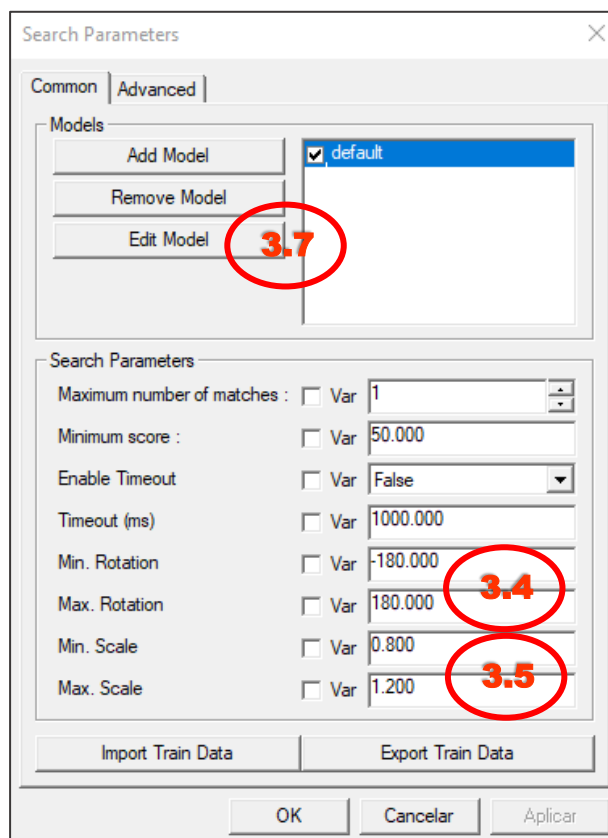 Search Parameters
Common Advanced
Models
Add Model
default
Remove Model
Edit Model
3.7
Search Parameters
Maximum number of matches : Var 1
Minimum score : Var 50.000
Enable Timeout Var False
Timeout (ms) Var 1000.000
Min. Rotation Var -180.000
3.4
Max. Rotation Var 180.000
Min. Scale Var 0.800
3.5
Max. Scale Var 1.200
Import Train Data Export Train Data
OK Cancelar Aplicar